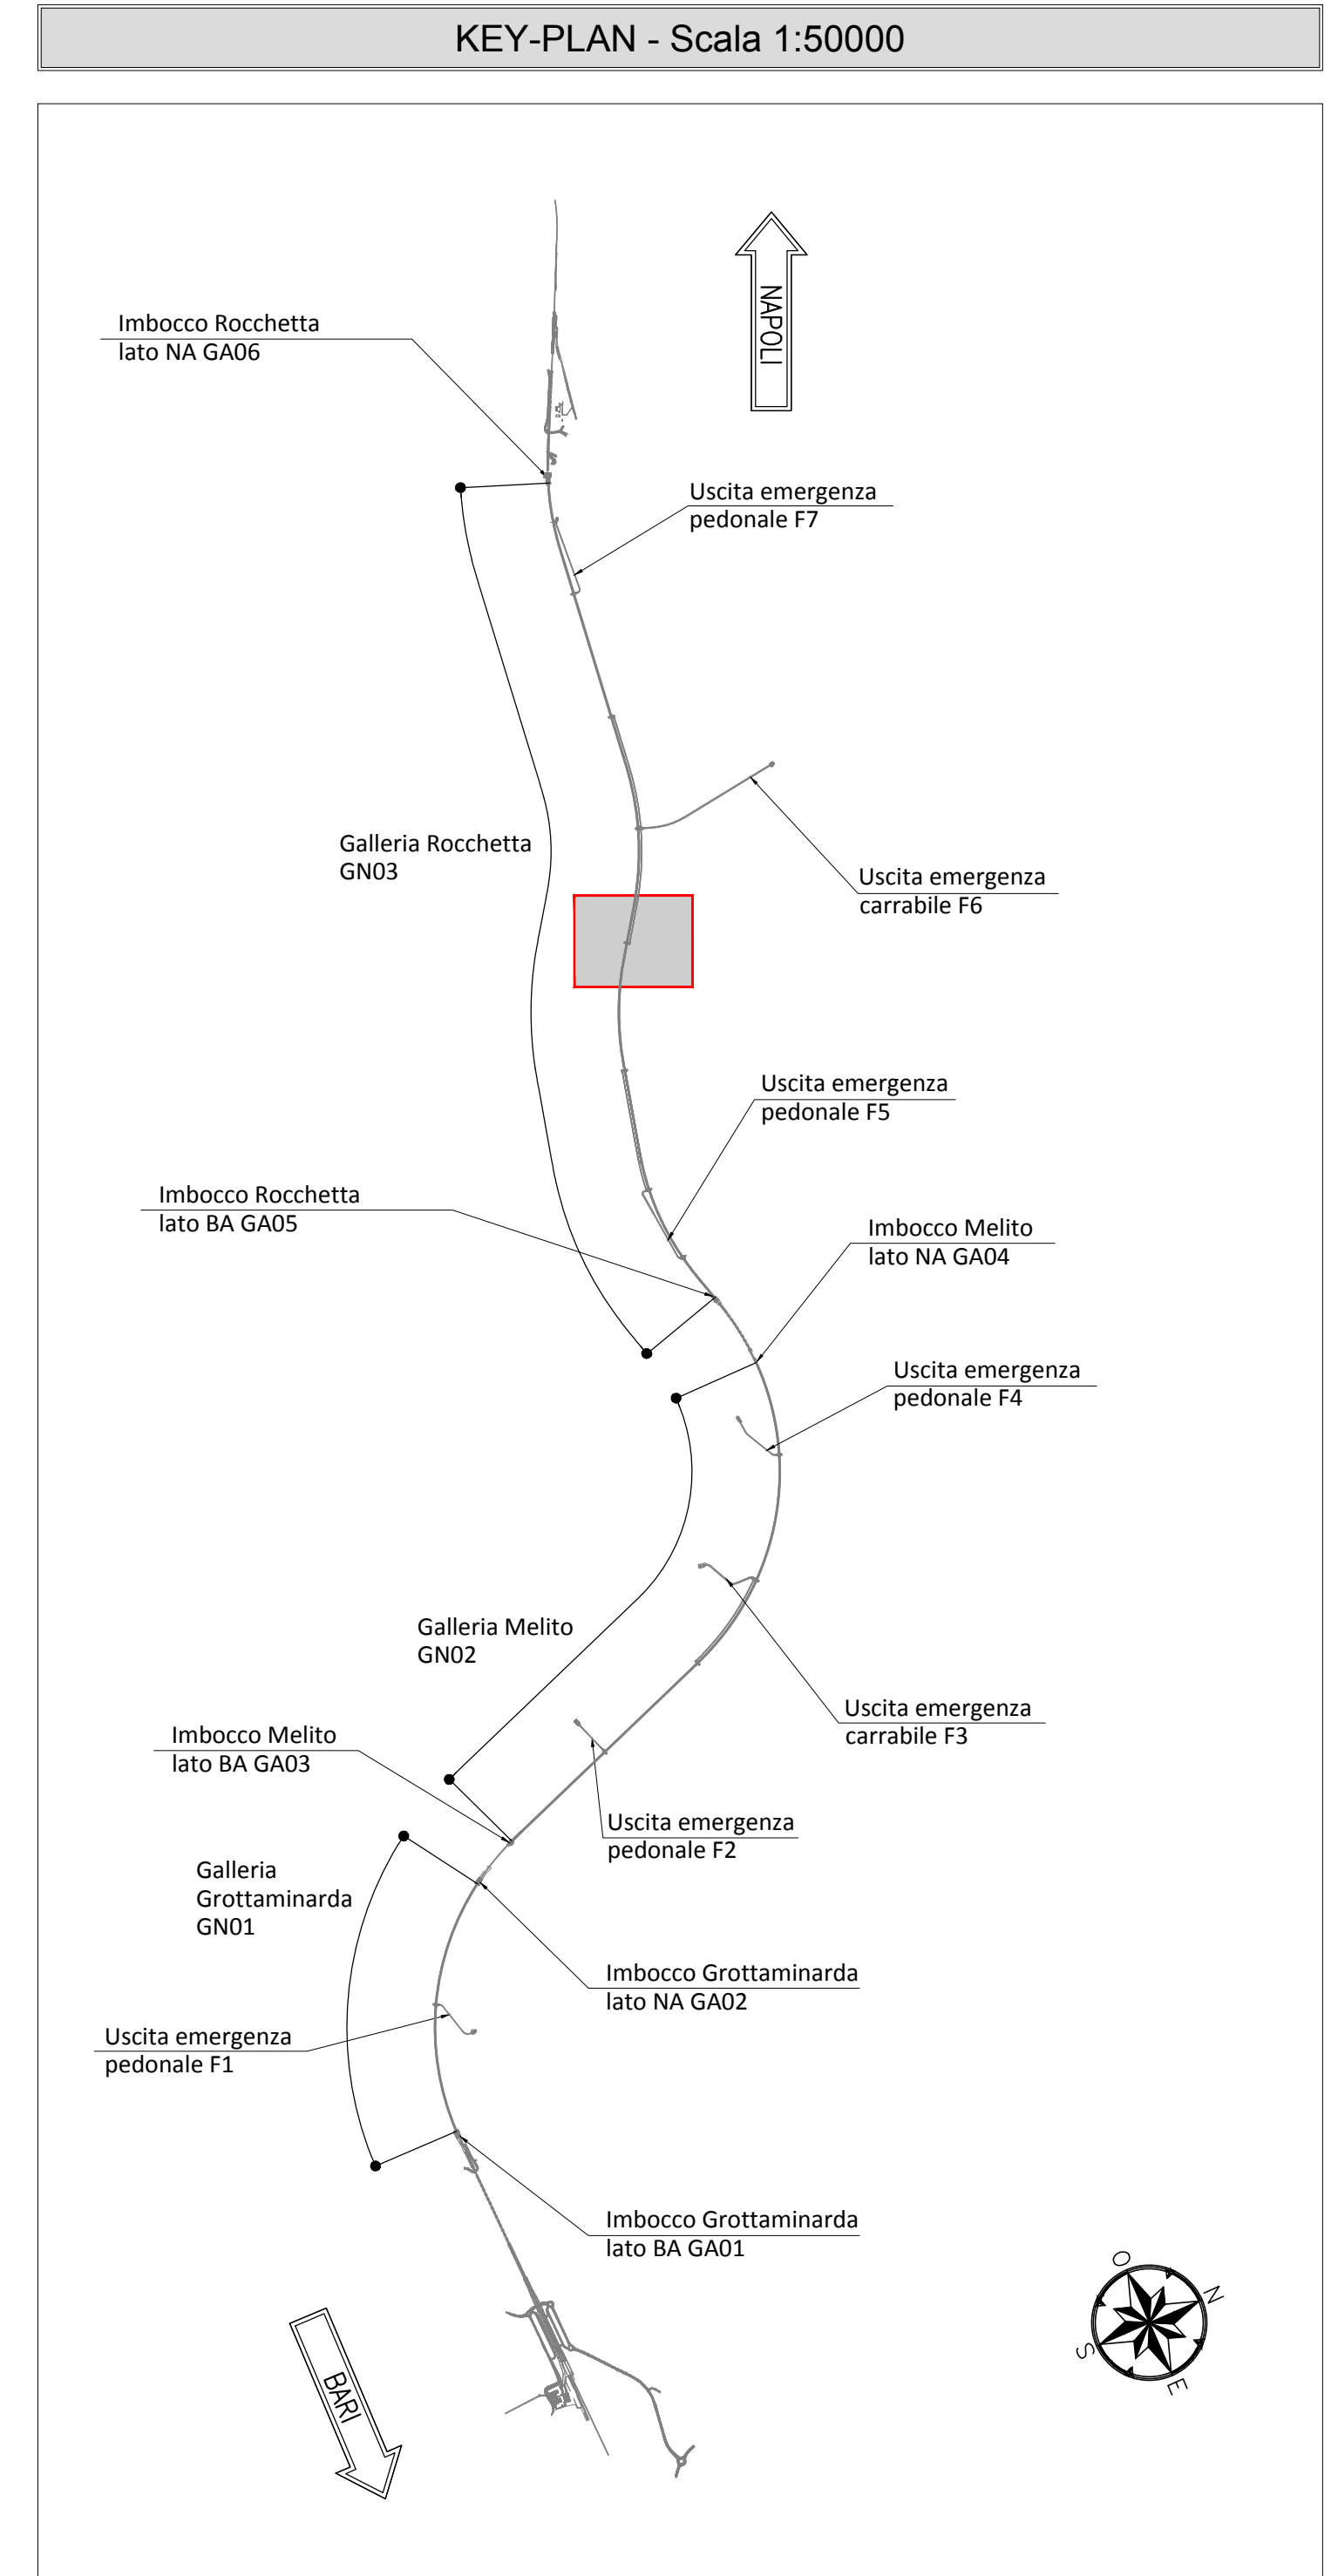 KEY-PLAN - Scala 1:50000
NAPOLI
Imbocco Rocchetta
lato NA GA06
Uscita emergenza
pedonale F7
Galleria Rocchetta
GN03
Uscita emergenza
carrabile F6
Uscita emergenza
pedonale F5
Imbocco Rocchetta
lato BA GA05
Imbocco Melito
lato NA GA04
Uscita emergenza
pedonale F4
Galleria Melito
GN02
Uscita emergenza
carrabile F3
Imbocco Melito
lato BA GA03
Uscita emergenza
pedonale F2
Galleria
Grottaminarda
GN01
Imbocco Grottaminarda
lato NA GA02
Uscita emergenza
pedonale F1
Imbocco Grottaminarda
lato BA GA01
O
N
S
E
BARI